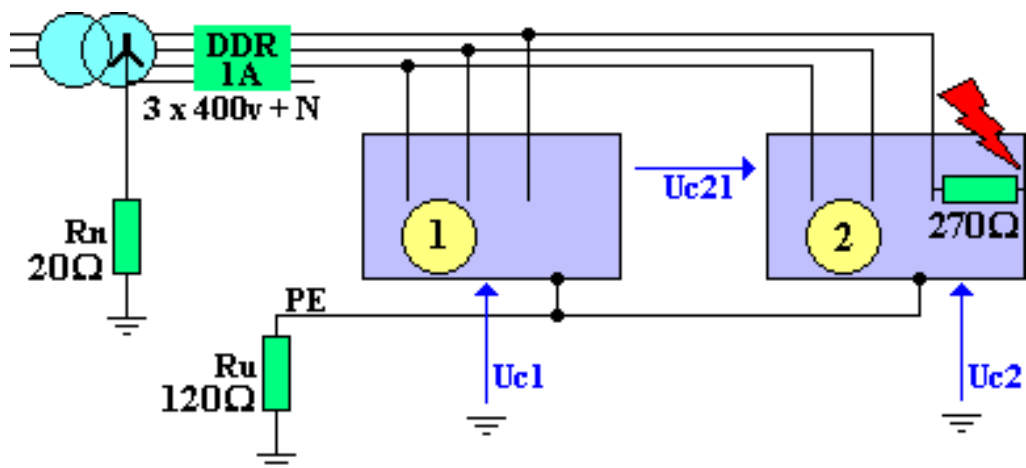 DDR
1A
3 x 400v + N
Rn
20Ω
1
Uc21
2
270Ω
PE
Ru
120Ω
Uc1
Uc2